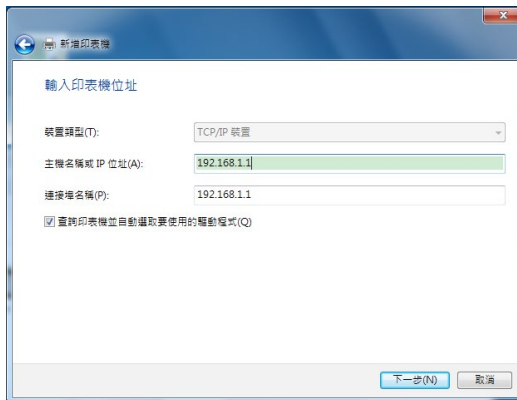 新增印表機
輸入印表機位址
裝置類型(T): TCP/IP 裝置
主機名稱或 IP 位址(A): 192.168.1.1
連接埠名稱(P): 192.168.1.1
查詢印表機並自動選取要使用的驅動程式(Q)
下一步(N) 取消